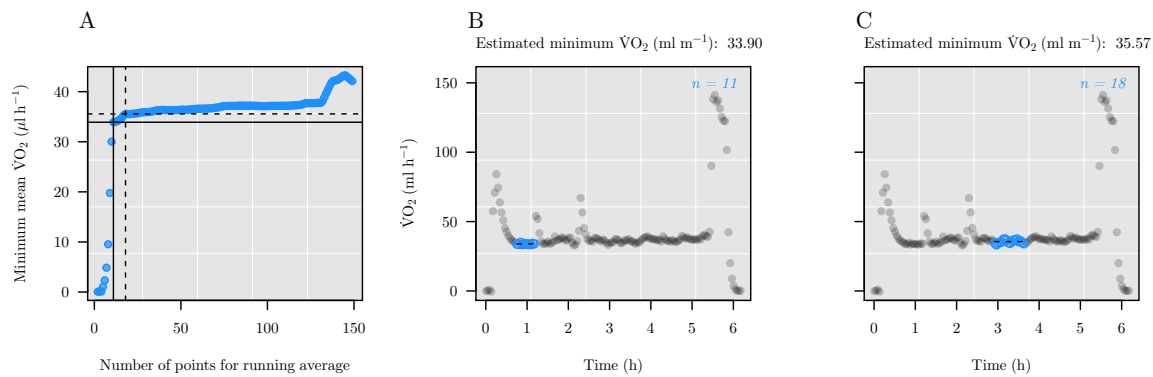 A
Minimum mean V̇O₂ (μl h⁻¹)
0
10
20
30
40
0 50 100 150
Number of points for running average
B
Estimated minimum V̇O₂ (ml m⁻¹): 33.90
n = 11
V̇O₂ (ml h⁻¹)
150
100
50
0
0 1 2 3 4 5 6
Time (h)
C
Estimated minimum V̇O₂ (ml m⁻¹): 35.57
n = 18
0 1 2 3 4 5 6
Time (h)